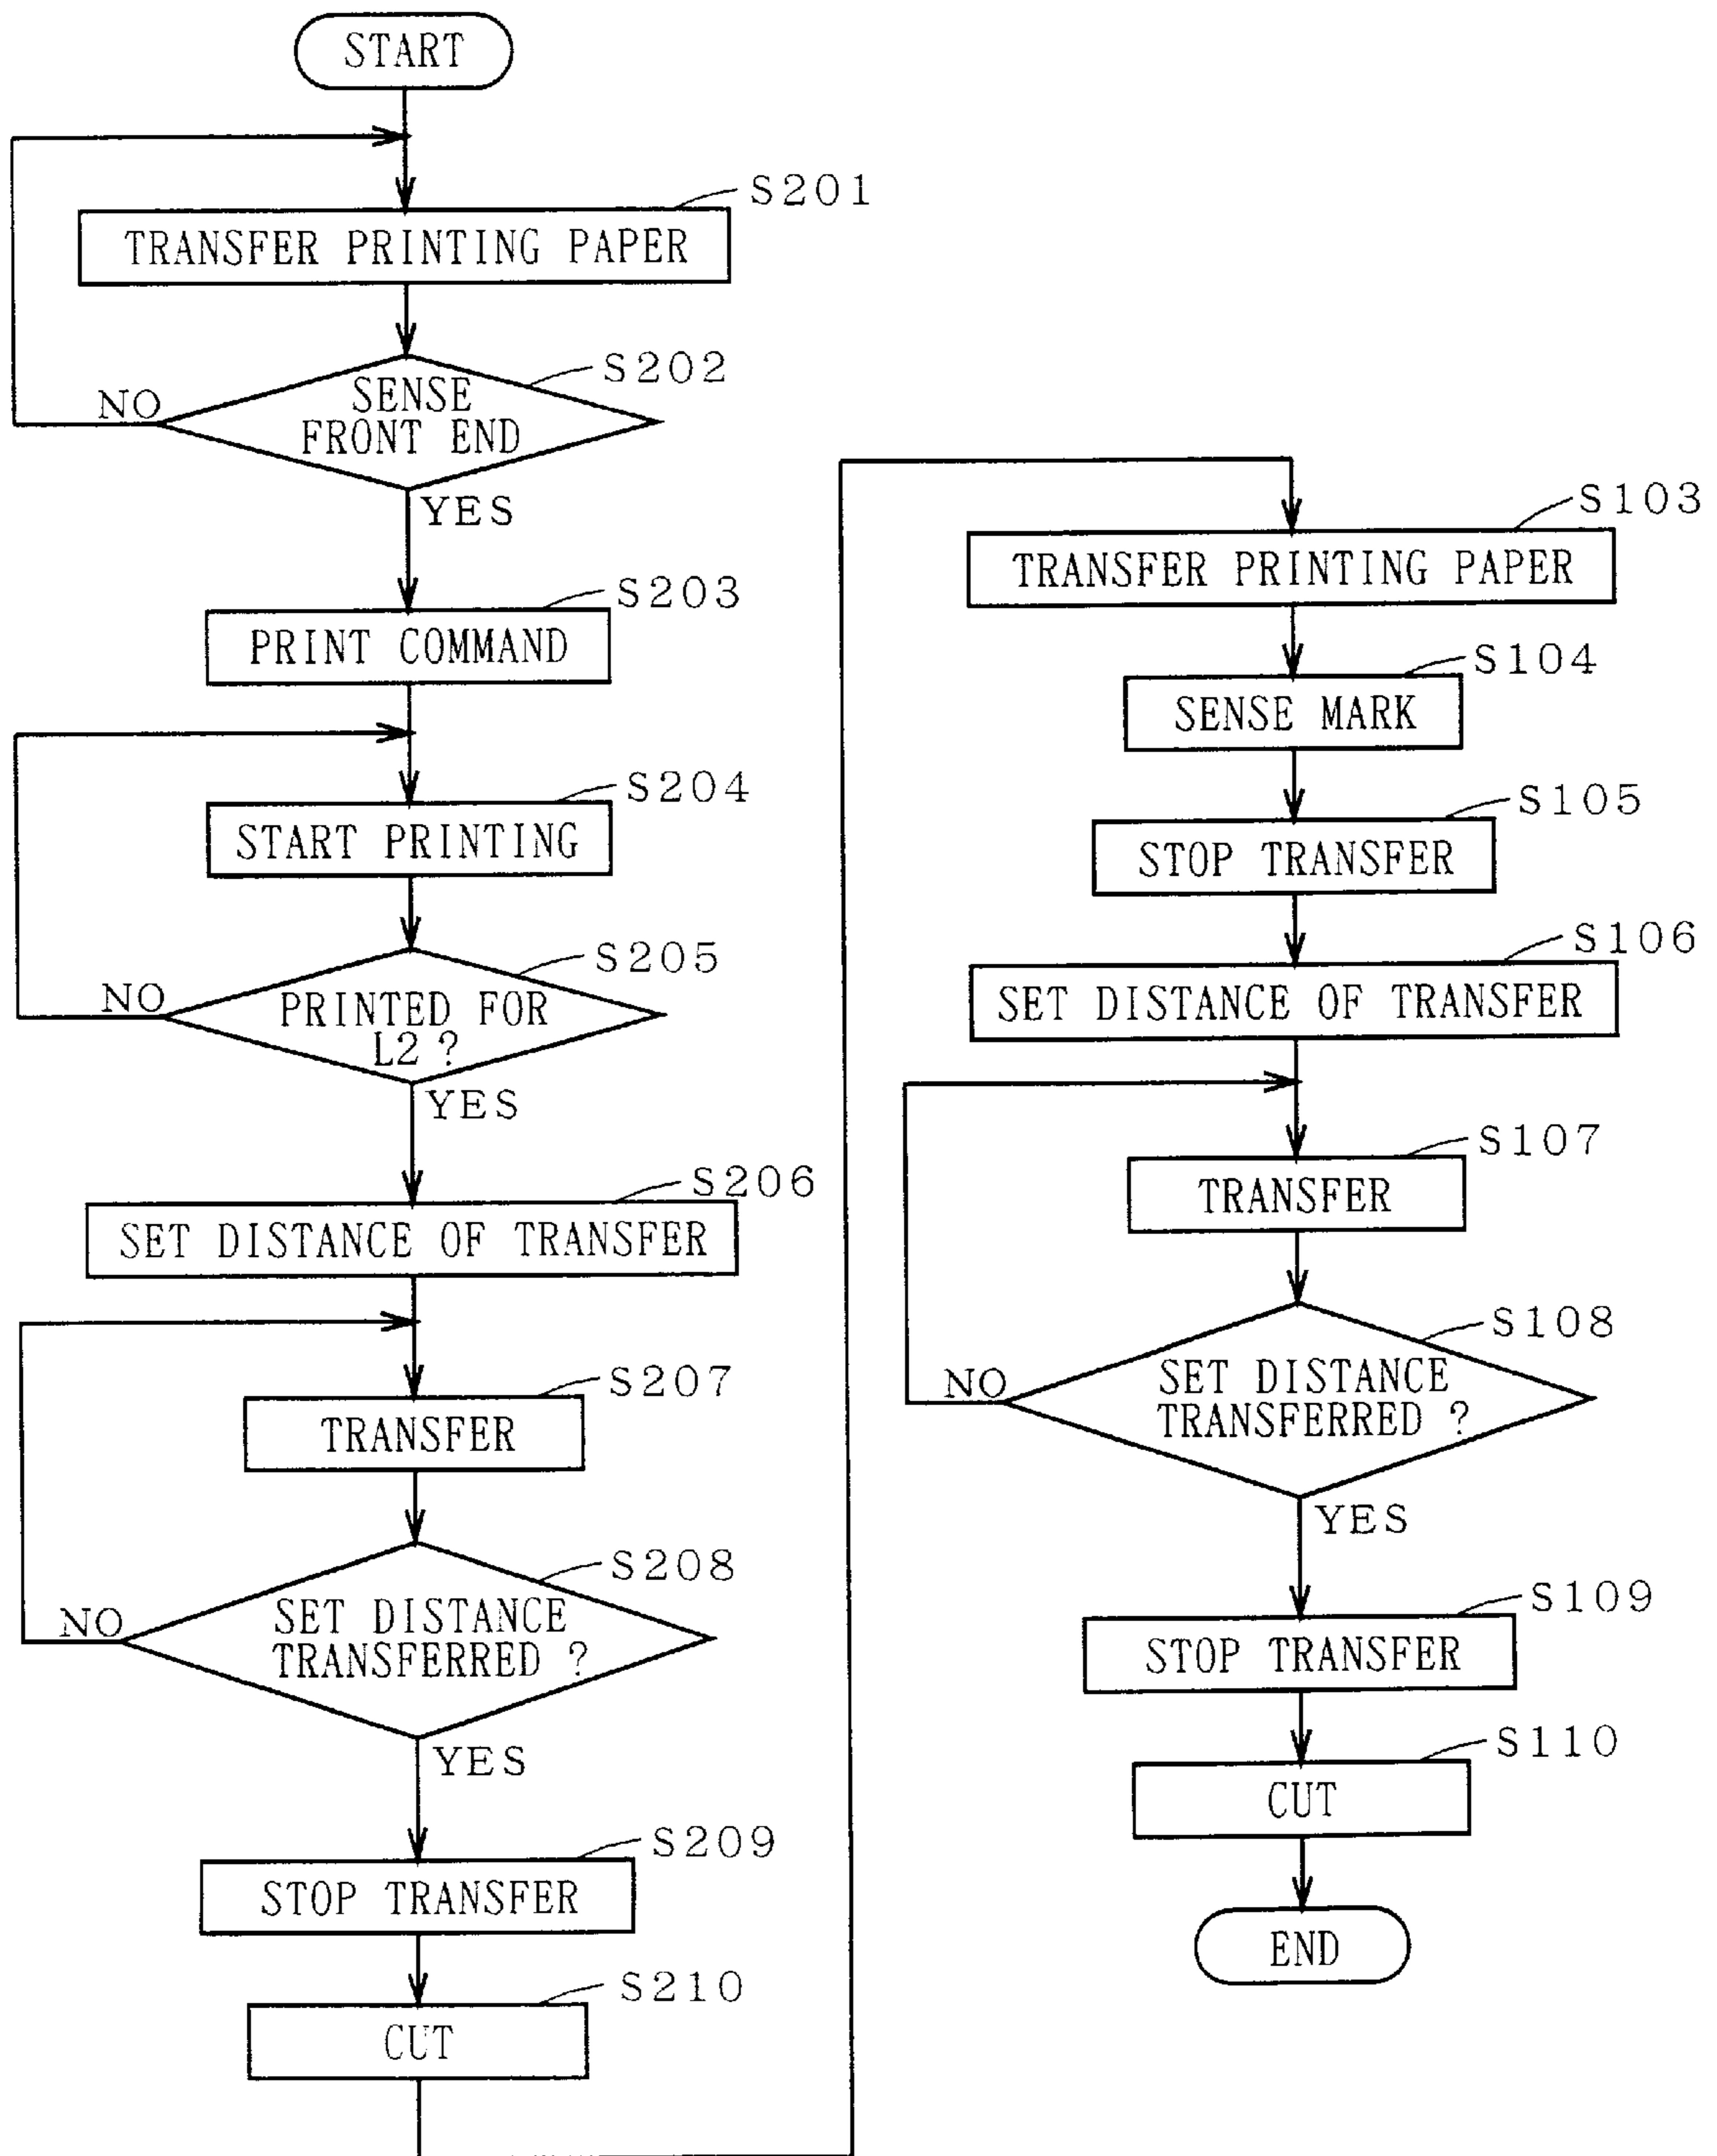 START
S201
TRANSFER PRINTING PAPER
S202
SENSE
FRONT END
NO
YES
S203
PRINT COMMAND
S204
START PRINTING
S205
PRINTED FOR
L2 ?
NO
YES
S206
SET DISTANCE OF TRANSFER
S207
TRANSFER
S208
SET DISTANCE
TRANSFERRED ?
NO
YES
S209
STOP TRANSFER
S210
CUT
S103
TRANSFER PRINTING PAPER
S104
SENSE MARK
S105
STOP TRANSFER
S106
SET DISTANCE OF TRANSFER
S107
TRANSFER
S108
SET DISTANCE
TRANSFERRED ?
NO
YES
S109
STOP TRANSFER
S110
CUT
END